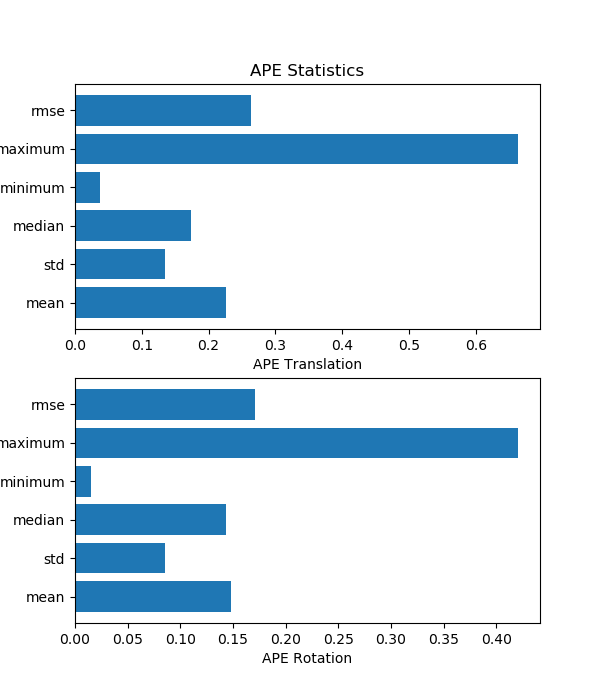 APE Statistics
rmse
maximum
minimum
median
std
mean
0.0 0.1 0.2 0.3 0.4 0.5 0.6
APE Translation
rmse
maximum
minimum
median
std
mean
0.00 0.05 0.10 0.15 0.20 0.25 0.30 0.35 0.40
APE Rotation